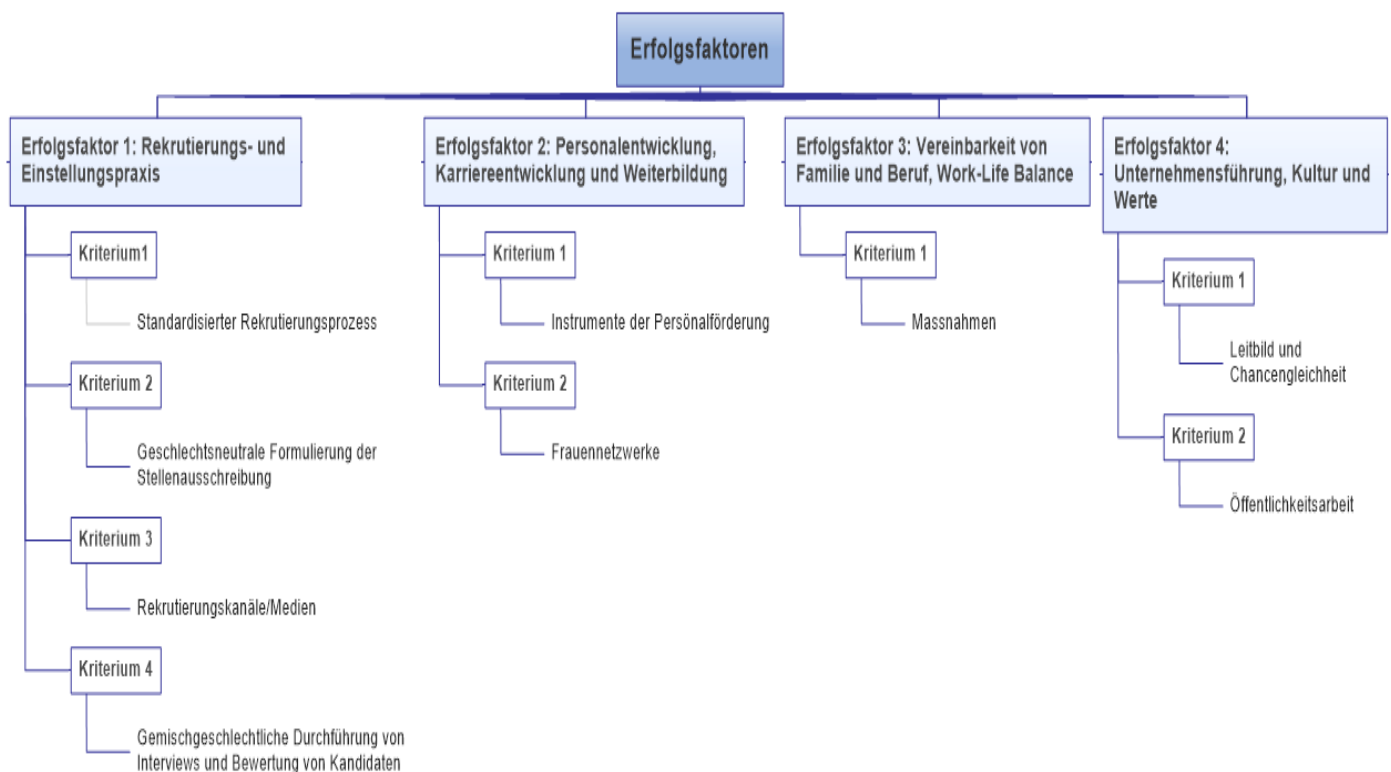 Erfolgsfaktoren
Erfolgsfaktor 1: Rekrutierungs- und
Einstellungspraxis
Kriterium1
Standardisierter Rekrutierungsprozess
Kriterium 2
Geschlechtsneutrale Formulierung der
Stellenausschreibung
Kriterium 3
Rekrutierungskanäle/Medien
Kriterium 4
Gemischgeschlechtliche Durchführung von
Interviews und Bewertung von Kandidaten
Erfolgsfaktor 2: Personalentwicklung,
Karriereentwicklung und Weiterbildung
Kriterium 1
Instrumente der Persönalförderung
Kriterium 2
Frauennetzwerke
Erfolgsfaktor 3: Vereinbarkeit von
Familie und Beruf, Work-Life Balance
Kriterium 1
Massnahmen
Erfolgsfaktor 4:
Unternehmensführung, Kultur und
Werte
Kriterium 1
Leitbild und
Chancengleichheit
Kriterium 2
Öffentlichkeitsarbeit